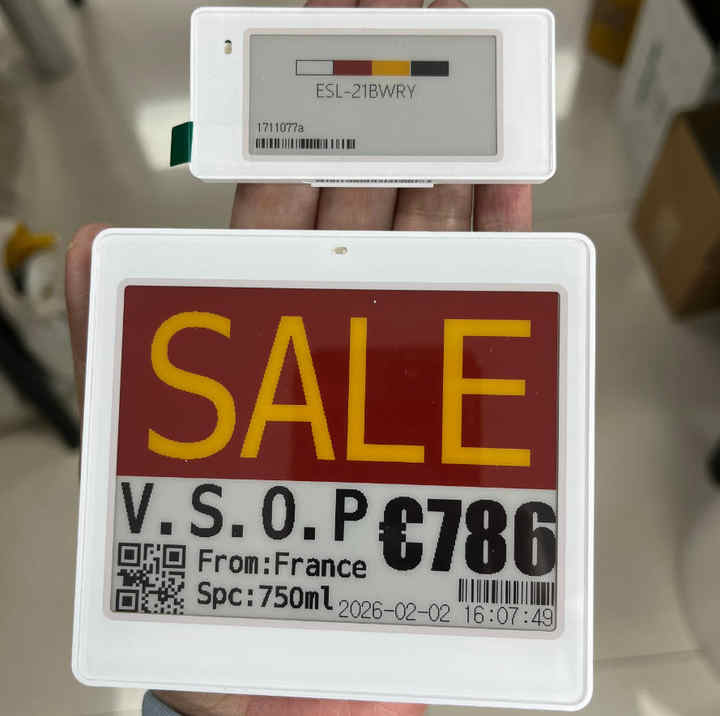 ESL-21BWRY
1711077a
SALE
V.S.O.P €786
From:France
Spc:750ml
2026-02-02 16:07:49